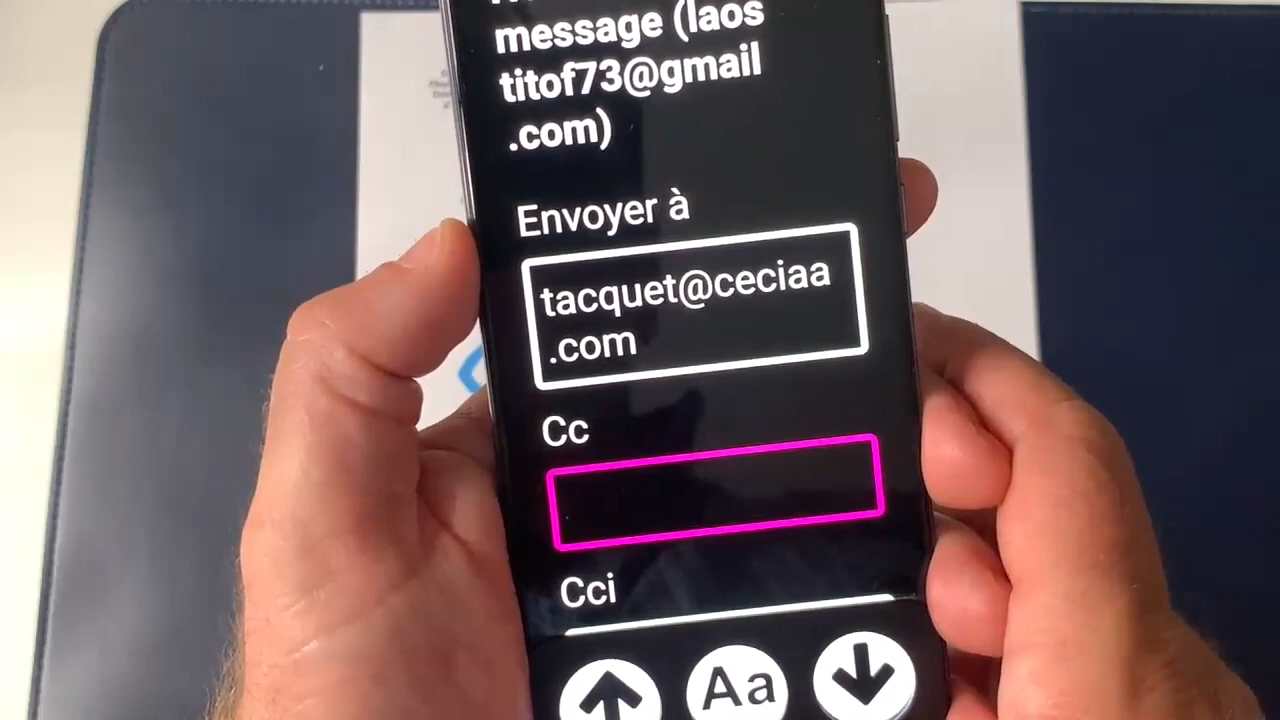 message (laos
titof73@gmail
.com)
Envoyer à
tacquet@ceciaa
.com
Cc
Cci
Aa